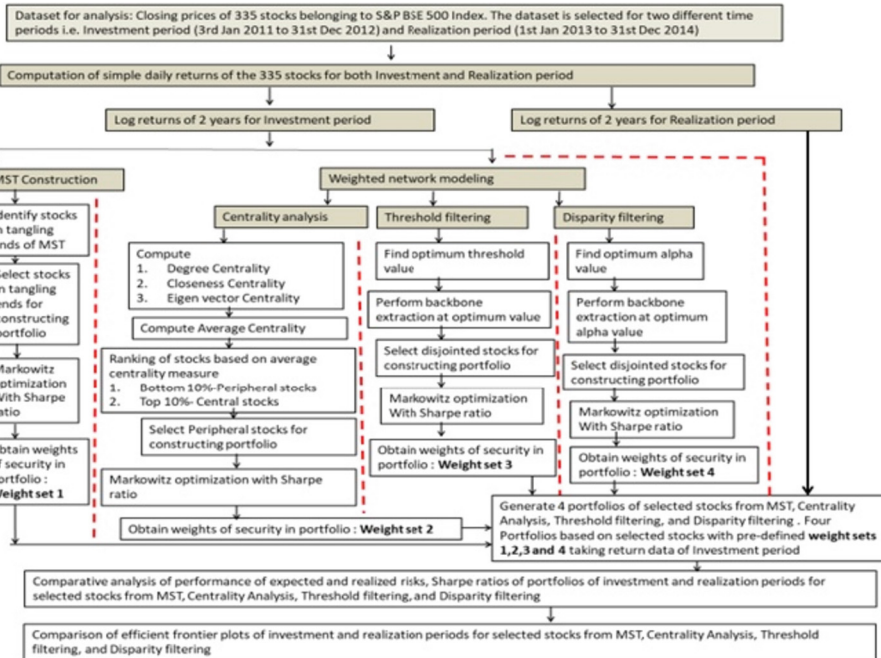 Dataset for analysis: Closing prices of 335 stocks belonging to S&P BSE 500 Index. The dataset is selected for two different time
periods i.e. Investment period (3rd Jan 2011 to 31st Dec 2012) and Realization period (1st Jan 2013 to 31st Dec 2014)
Computation of simple daily returns of the 335 stocks for both Investment and Realization period
Log returns of 2 years for Investment period
Log returns of 2 years for Realization period
MST Construction
dentify stocks
n tangling
nds of MST
elect stocks
n tangling
ends for
onstructing
ortfolio
Markowitz
ptimization
With Sharpe
atio
btain weights
f security in
ortfolio :
Weight set 1
Weighted network modeling
Centrality analysis
Compute
1. Degree Centrality
2. Closeness Centrality
3. Eigen vector Centrality
Compute Average Centrality
Ranking of stocks based on average
centrality measure
1. Bottom 10%-Peripheral stocks
2. Top 10%- Central stocks
Select Peripheral stocks for
constructing portfolio
Markowitz optimization with Sharpe
ratio
Obtain weights of security in portfolio : Weight set 2
Threshold filtering
Find optimum threshold
value
Perform backbone
extraction at optimum value
Select disjointed stocks for
constructing portfolio
Markowitz optimization
With Sharpe ratio
Obtain weights of security in
portfolio : Weight set 3
Disparity filtering
Find optimum alpha
value
Perform backbone
extraction at optimum
alpha value
Select disjointed stocks for
constructing portfolio
Markowitz optimization
With Sharpe ratio
Obtain weights of security in
portfolio : Weight set 4
Generate 4 portfolios of selected stocks from MST, Centrality
Analysis, Threshold filtering, and Disparity filtering . Four
Portfolios based on selected stocks with pre-defined weight sets
1,2,3 and 4 taking return data of Investment period
Comparative analysis of performance of expected and realized risks, Sharpe ratios of portfolios of investment and realization periods for
selected stocks from MST, Centrality Analysis, Threshold filtering, and Disparity filtering
Comparison of efficient frontier plots of investment and realization periods for selected stocks from MST, Centrality Analysis, Threshold
filtering, and Disparity filtering